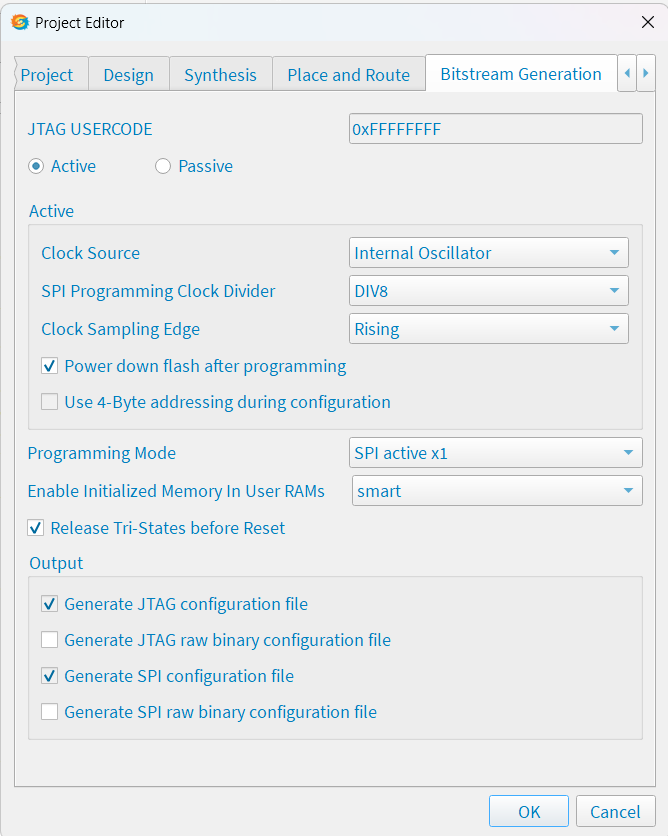 Project Editor
Project Design Synthesis Place and Route Bitstream Generation
JTAG USERCODE 0xFFFFFFFF
Active Passive
Active
Clock Source Internal Oscillator
SPI Programming Clock Divider DIV8
Clock Sampling Edge Rising
Power down flash after programming
Use 4-Byte addressing during configuration
Programming Mode SPI active x1
Enable Initialized Memory In User RAMs smart
Release Tri-States before Reset
Output
Generate JTAG configuration file
Generate JTAG raw binary configuration file
Generate SPI configuration file
Generate SPI raw binary configuration file
OK Cancel